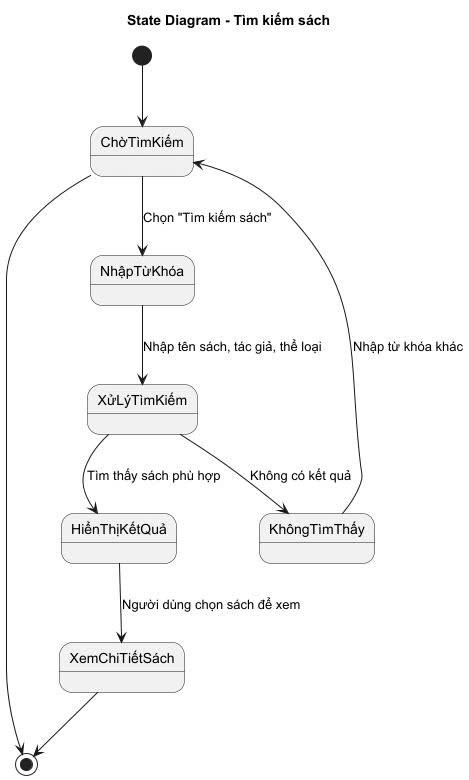 State Diagram - Tìm kiếm sách
ChờTìmKiếm
Chọn "Tìm kiếm sách"
NhậpTừKhóa
Nhập tên sách, tác giả, thể loại
Nhập từ khóa khác
XửLýTìmKiếm
Tìm thấy sách phù hợp
Không có kết quả
HiểnThịKếtQuả
KhôngTìmThấy
Người dùng chọn sách để xem
XemChiTiếtSách